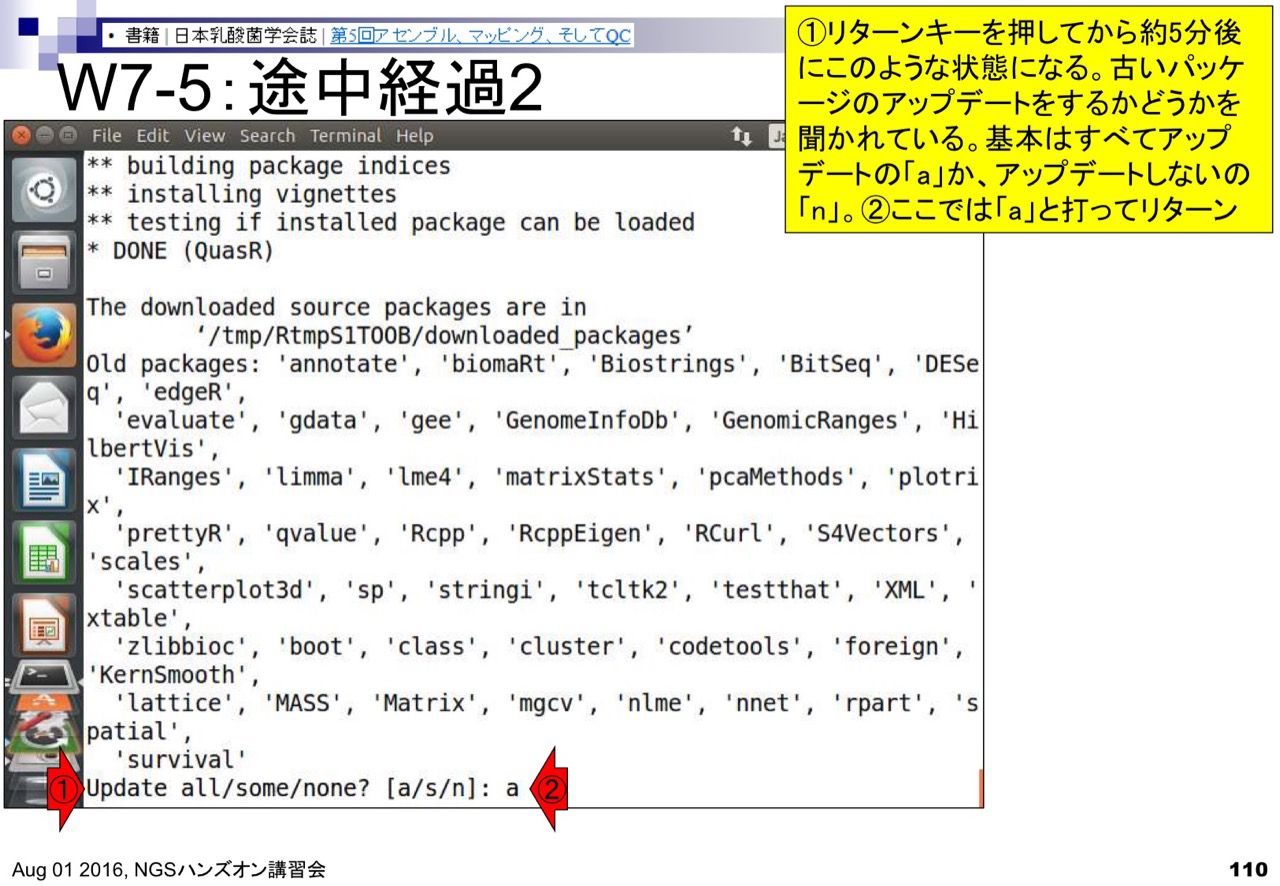 • 書籍 | 日本乳酸菌学会誌 | 第5回アセンブル、マッピング、そしてQC
W7-5：途中経過2
①リターンキーを押してから約5分後
にこのような状態になる。古いパッケ
ージのアップデートをするかどうかを
聞かれている。基本はすべてアップ
デートの「a」か、アップデートしないの
「n」。②ここでは「a」と打ってリターン
File Edit View Search Terminal Help
** building package indices
** installing vignettes
** testing if installed package can be loaded
* DONE (QuasR)
The downloaded source packages are in
‘/tmp/RtmpS1TOOB/downloaded_packages’
Old packages: 'annotate', 'biomaRt', 'Biostrings', 'BitSeq', 'DESe
q', 'edgeR',
'evaluate', 'gdata', 'gee', 'GenomeInfoDb', 'GenomicRanges', 'Hi
lbertVis',
'IRanges', 'limma', 'lme4', 'matrixStats', 'pcaMethods', 'plotri
x',
'prettyR', 'qvalue', 'Rcpp', 'RcppEigen', 'RCurl', 'S4Vectors',
'scales',
'scatterplot3d', 'sp', 'stringi', 'tcltk2', 'testthat', 'XML', '
xtable',
'zlibbioc', 'boot', 'class', 'cluster', 'codetools', 'foreign',
'KernSmooth',
'lattice', 'MASS', 'Matrix', 'mgcv', 'nlme', 'nnet', 'rpart', 's
patial',
'survival'
① Update all/some/none? [a/s/n]: a ②
Aug 01 2016, NGSハンズオン講習会
110